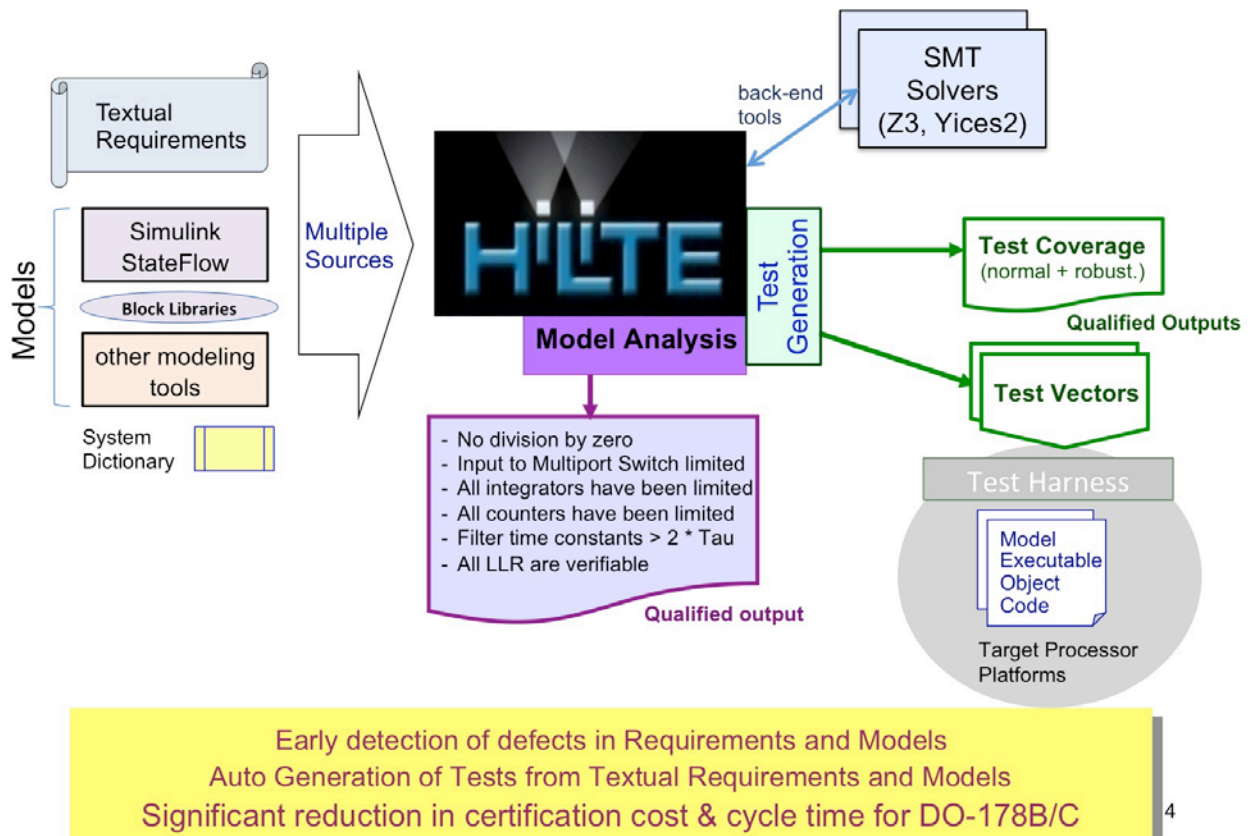 Textual
Requirements
Models
Simulink
StateFlow
Block Libraries
other modeling
tools
System
Dictionary
Multiple
Sources
HiLiTE
Model Analysis
Test
Generation
back-end
tools
SMT
Solvers
(Z3, Yices2)
Test Coverage
(normal + robust.)
Qualified Outputs
Test Vectors
Test Harness
Model
Executable
Object
Code
Target Processor
Platforms
- No division by zero
- Input to Multiport Switch limited
- All integrators have been limited
- All counters have been limited
- Filter time constants > 2 * Tau
- All LLR are verifiable
Qualified output
Early detection of defects in Requirements and Models
Auto Generation of Tests from Textual Requirements and Models
Significant reduction in certification cost & cycle time for DO-178B/C
4